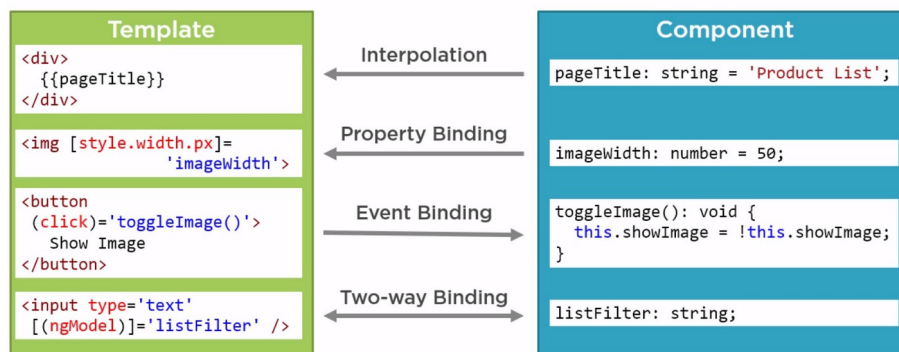 Template
Component
<div>
{{pageTitle}}
</div>
Interpolation
pageTitle: string = 'Product List';
<img [style.width.px]=
'imageWidth'>
Property Binding
imageWidth: number = 50;
<button
(click)='toggleImage()'>
Show Image
</button>
Event Binding
toggleImage(): void {
this.showImage = !this.showImage;
}
<input type='text'
[(ngModel)]='listFilter' />
Two-way Binding
listFilter: string;